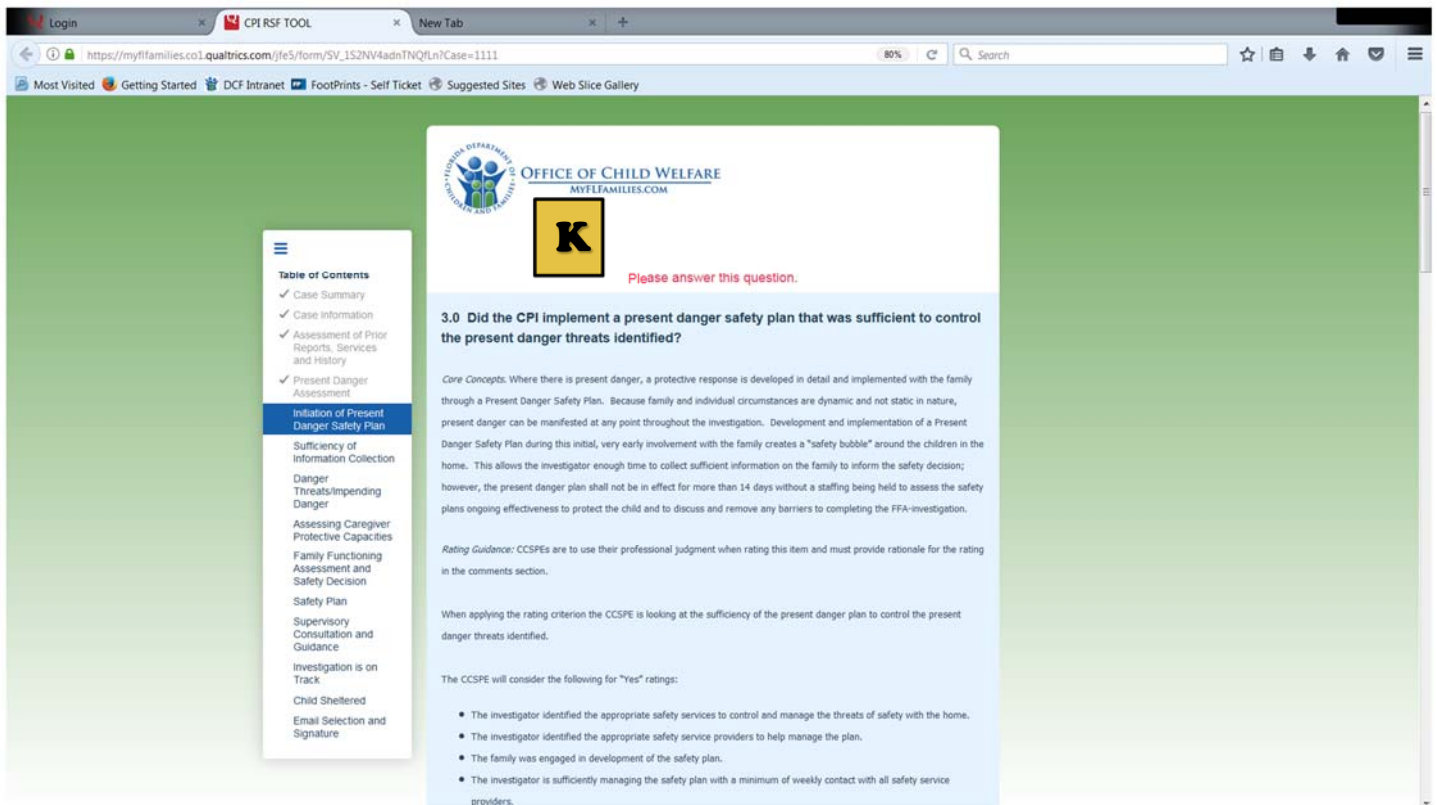 Login
CPI RSF TOOL
New Tab
https://myflfamilies.co1.qualtrics.com/jfe5/form/SV_1S2NV4adnTNQfLn?Case=1111
80%
Search
Most Visited
Getting Started
DCF Intranet
FootPrints - Self Ticket
Suggested Sites
Web Slice Gallery
FLORIDA DEPARTMENT OF CHILDREN AND FAMILIES
OFFICE OF CHILD WELFARE
MYFLFAMILIES.COM
K
Please answer this question.
Table of Contents
Case Summary
Case Information
Assessment of Prior
Reports, Services
and History
Present Danger
Assessment
Initiation of Present
Danger Safety Plan
Sufficiency of
Information Collection
Danger
Threats/Impending
Danger
Assessing Caregiver
Protective Capacities
Family Functioning
Assessment and
Safety Decision
Safety Plan
Supervisory
Consultation and
Guidance
Investigation is on
Track
Child Sheltered
Email Selection and
Signature
3.0 Did the CPI implement a present danger safety plan that was sufficient to control
the present danger threats identified?
Core Concepts. Where there is present danger, a protective response is developed in detail and implemented with the family
through a Present Danger Safety Plan. Because family and individual circumstances are dynamic and not static in nature,
present danger can be manifested at any point throughout the investigation. Development and implementation of a Present
Danger Safety Plan during this initial, very early involvement with the family creates a "safety bubble" around the children in the
home. This allows the investigator enough time to collect sufficient information on the family to inform the safety decision;
however, the present danger plan shall not be in effect for more than 14 days without a staffing being held to assess the safety
plans ongoing effectiveness to protect the child and to discuss and remove any barriers to completing the FFA-investigation.
Rating Guidance: CCSPEs are to use their professional judgment when rating this item and must provide rationale for the rating
in the comments section.
When applying the rating criterion the CCSPE is looking at the sufficiency of the present danger plan to control the present
danger threats identified.
The CCSPE will consider the following for "Yes" ratings:
• The investigator identified the appropriate safety services to control and manage the threats of safety with the home.
• The investigator identified the appropriate safety service providers to help manage the plan.
• The family was engaged in development of the safety plan.
• The investigator is sufficiently managing the safety plan with a minimum of weekly contact with all safety service
providers.